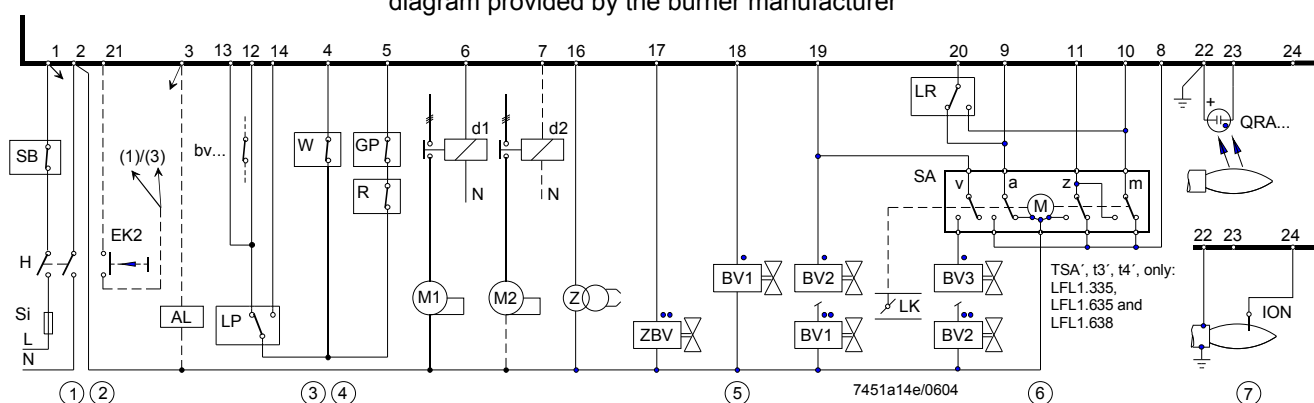 diagram provided by the burner manufacturer
1 2 21 3 13 12 14 4 5 6 7 16 17 18 19 20 9 11 10 8 22 23 24
LR
+
QRA...
SB
(1)/(3)
bv...
W
GP
d1
d2
R
N
N
SA
v a z m
M
EK2
H
22 23 24
BV1
BV2
BV3
TSA´, t3´, t4´, only:
LFL1.335,
LFL1.635 and
LFL1.638
M1
M2
Z
LK
ION
Si
AL
LP
L
ZBV
BV1
BV2
N
1 2 3 4 5 7451a14e/0604 6 7